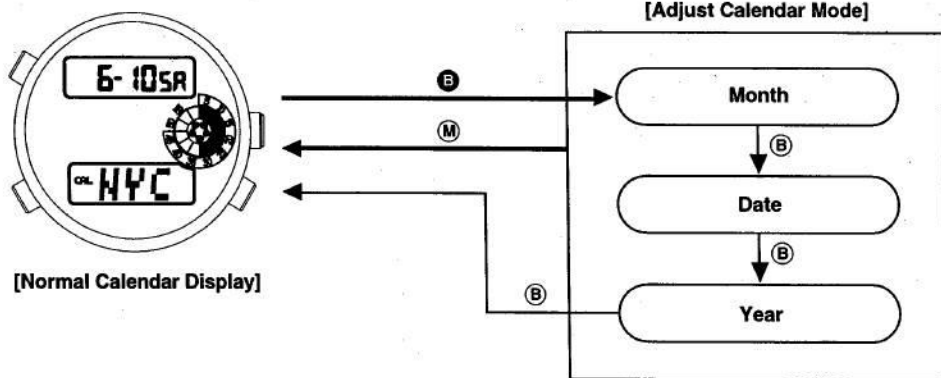 [Adjust Calendar Mode]
6-10SA
CAL NYC
[Normal Calendar Display]
B
M
B
Month
B
Date
B
Year